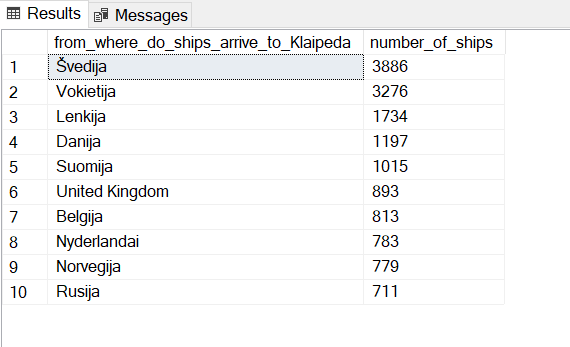 Results Messages
from_where_do_ships_arrive_to_Klaipeda number_of_ships
1 Švedija 3886
2 Vokietija 3276
3 Lenkija 1734
4 Danija 1197
5 Suomija 1015
6 United Kingdom 893
7 Belgija 813
8 Nyderlandai 783
9 Norvegija 779
10 Rusija 711